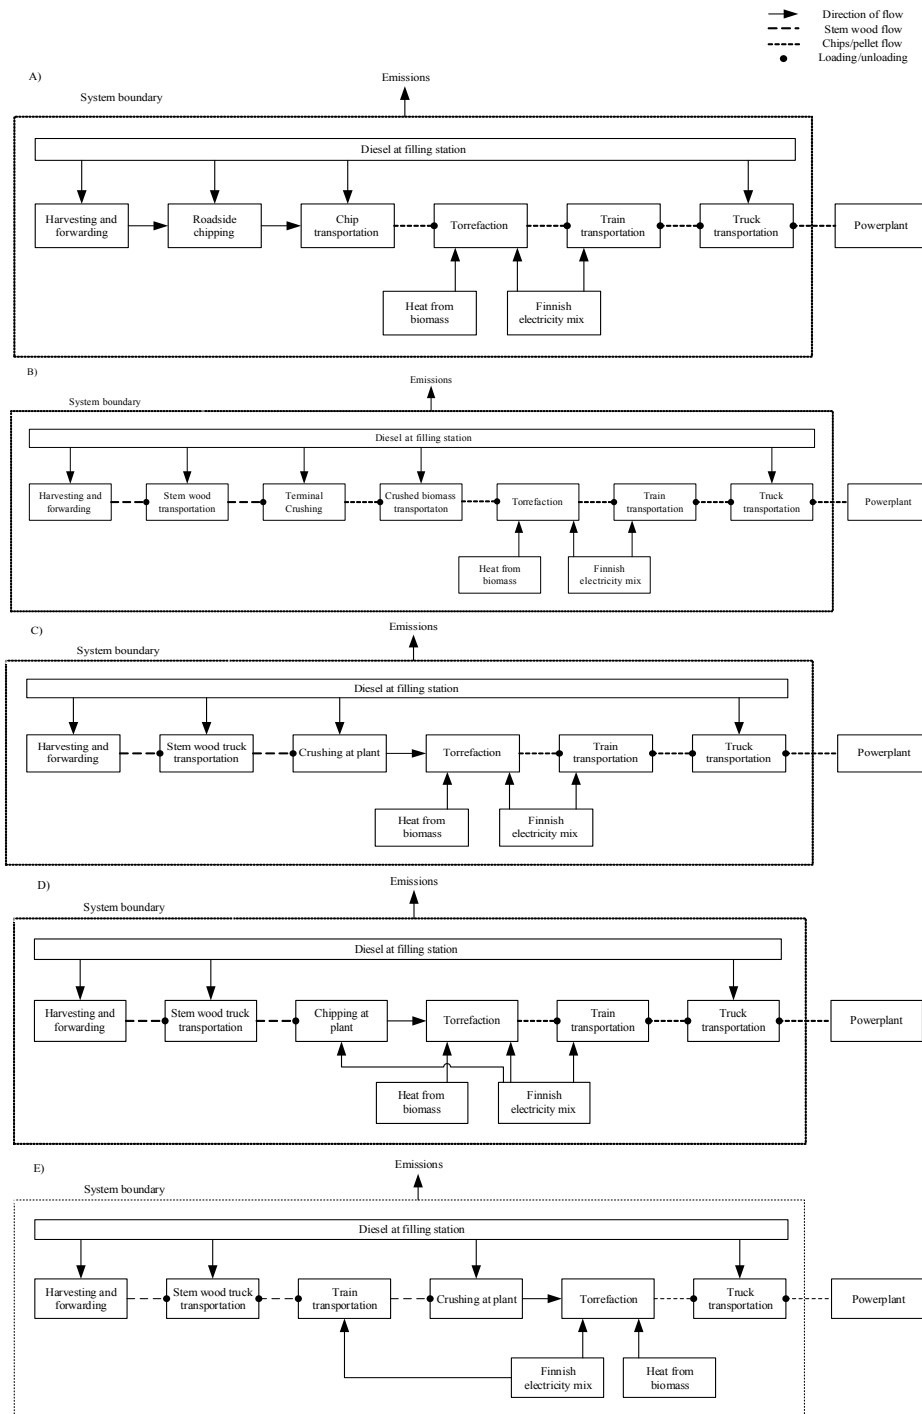 Direction of flow
Stem wood flow
Chips/pellet flow
Loading/unloading
A)
Emissions
System boundary
Diesel at filling station
Harvesting and
forwarding
Roadside
chipping
Chip
transportation
Torrefaction
Train
transportation
Truck
transportation
Powerplant
Heat from
biomass
Finnish
electricity mix
B)
Emissions
System boundary
Diesel at filling station
Harvesting and
forwarding
Stem wood
transportation
Terminal
Crushing
Crushed biomass
transportaton
Torrefaction
Train
transportation
Truck
transportation
Powerplant
Heat from
biomass
Finnish
electricity mix
C)
Emissions
System boundary
Diesel at filling station
Harvesting and
forwarding
Stem wood truck
transportation
Crushing at plant
Torrefaction
Train
transportation
Truck
transportation
Powerplant
Heat from
biomass
Finnish
electricity mix
D)
Emissions
System boundary
Diesel at filling station
Harvesting and
forwarding
Stem wood truck
transportation
Chipping at
plant
Torrefaction
Train
transportation
Truck
transportation
Powerplant
Heat from
biomass
Finnish
electricity mix
E)
Emissions
System boundary
Diesel at filling station
Harvesting and
forwarding
Stem wood truck
transportation
Train
transportation
Crushing at plant
Torrefaction
Truck
transportation
Powerplant
Finnish
electricity mix
Heat from
biomass